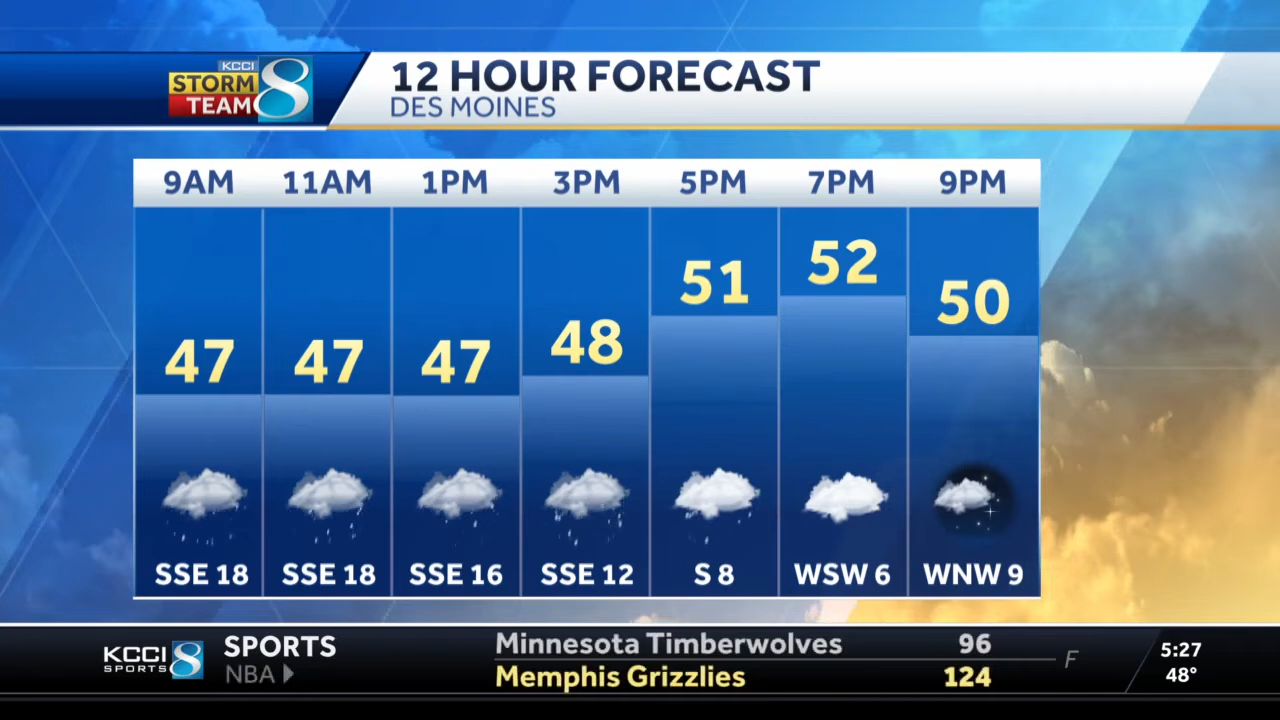 KCCI
STORM
TEAM 8
12 HOUR FORECAST
DES MOINES
9AM 11AM 1PM 3PM 5PM 7PM 9PM
47 47 47 48 51 52 50
SSE 18 SSE 18 SSE 16 SSE 12 S 8 WSW 6 WNW 9
KCCI 8
SPORTS
SPORTS
NBA
Minnesota Timberwolves 96
Memphis Grizzlies 124
F
5:27
48°